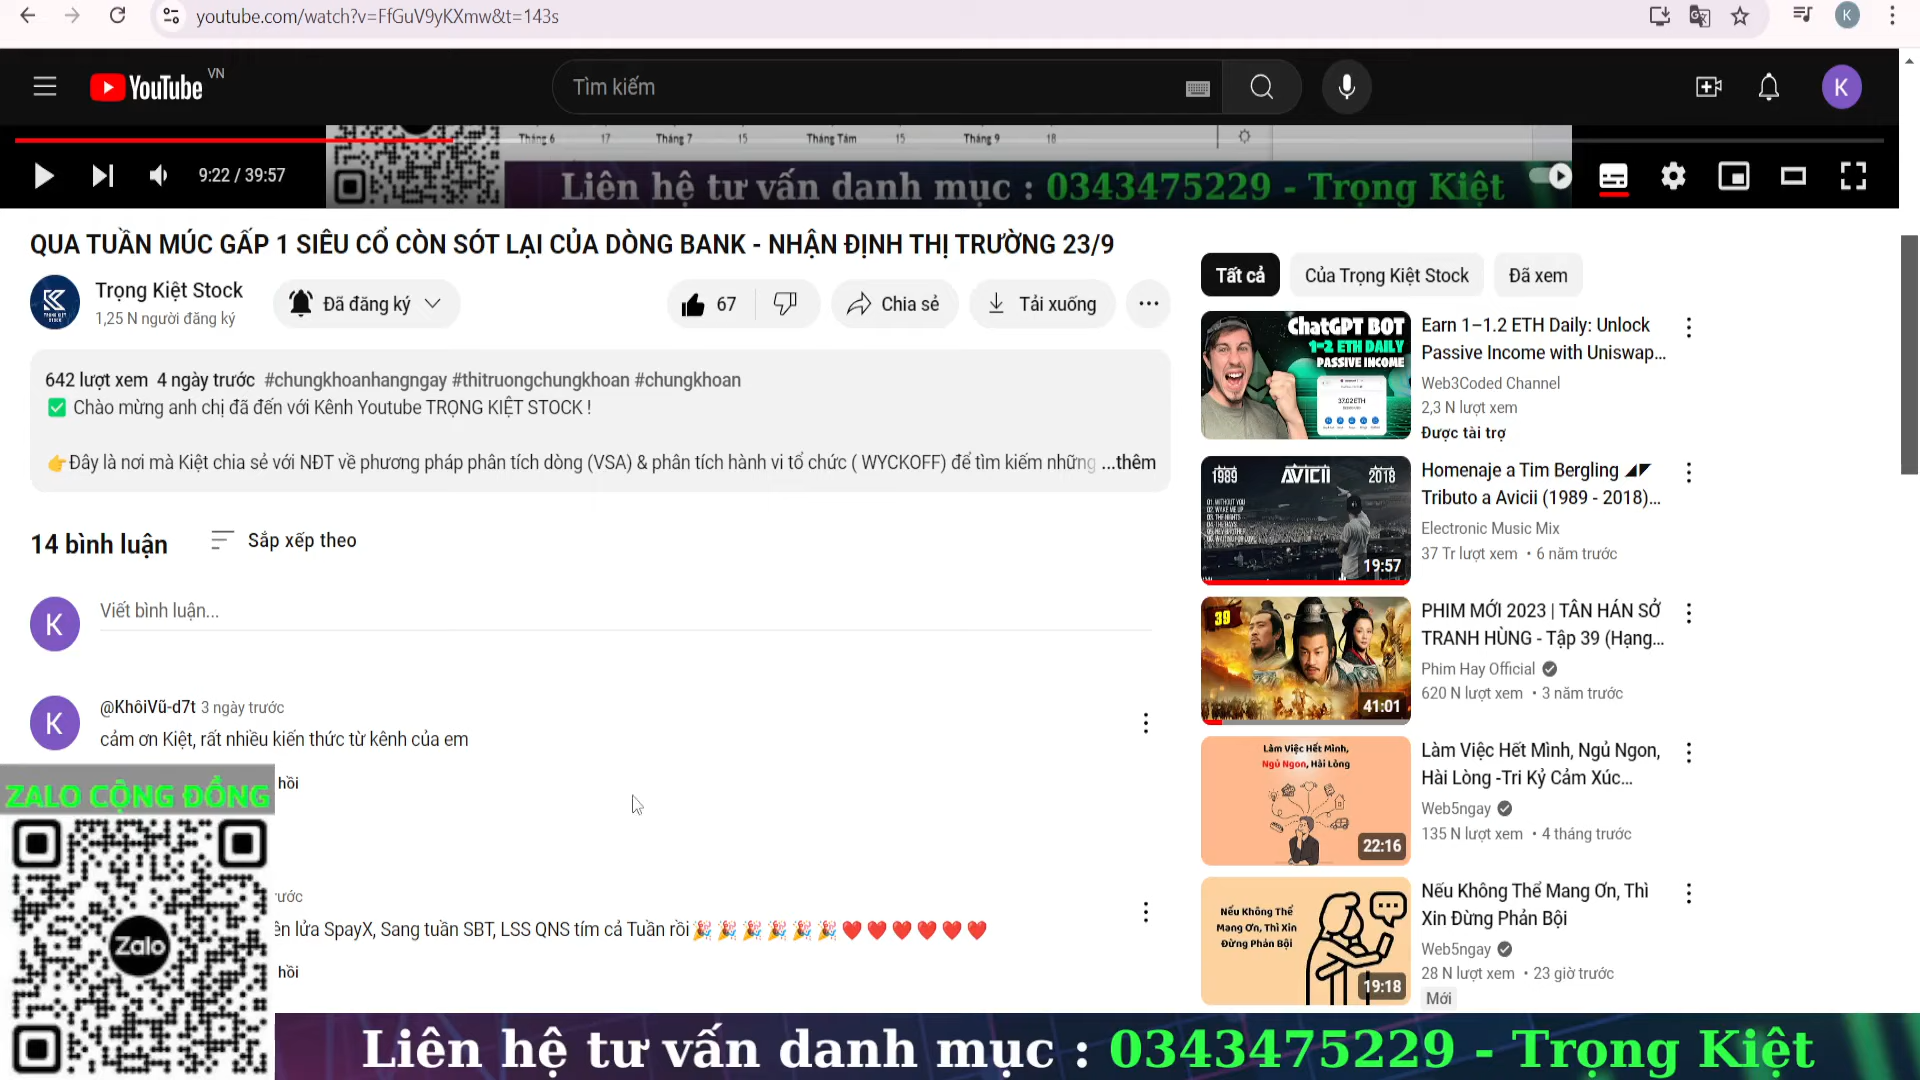 youtube.com/watch?v=FfGuV9yKXmw&t=143s
K
YouTube VN
Tìm kiếm
K
Tháng 6 17 Tháng 7 15 Tháng Tám 15 Tháng 9 18
9:22 / 39:57
Liên hệ tư vấn danh mục : 0343475229 - Trọng Kiệt
QUA TUẦN MÚC GẤP 1 SIÊU CỔ CÒN SÓT LẠI CỦA DÒNG BANK - NHẬN ĐỊNH THỊ TRƯỜNG 23/9
Trọng Kiệt Stock
1,25 N người đăng ký
Đã đăng ký
67
Chia sẻ
Tải xuống
642 lượt xem 4 ngày trước #chungkhoanhangngay #thitruongchungkhoan #chungkhoan
✅ Chào mừng anh chị đã đến với Kênh Youtube TRỌNG KIỆT STOCK !
👉Đây là nơi mà Kiệt chia sẻ với NĐT về phương pháp phân tích dòng (VSA) & phân tích hành vi tổ chức ( WYCKOFF) để tìm kiếm những ...thêm
14 bình luận
Sắp xếp theo
K
Viết bình luận...
K
@KhôiVũ-d7t 3 ngày trước
cảm ơn Kiệt, rất nhiều kiến thức từ kênh của em
hồi
lửa SpayX, Sang tuần SBT, LSS QNS tím cả Tuần rồi🎉🎉🎉🎉🎉🎉❤️❤️❤️❤️❤️❤️
hồi
ZALO CỘNG ĐỒNG
Zalo
Tất cả
Của Trọng Kiệt Stock
Đã xem
ChatGPT BOT
1-2 ETH DAILY
PASSIVE INCOME
Earn 1–1.2 ETH Daily: Unlock
Passive Income with Uniswap...
Web3Coded Channel
2,3 N lượt xem
Được tài trợ
1989 AVICII 2018
19:57
Homenaje a Tim Bergling ◢◤
Tributo a Avicii (1989 - 2018)...
Electronic Music Mix
37 Tr lượt xem • 6 năm trước
39
41:01
PHIM MỚI 2023 | TÂN HÁN SỞ
TRANH HÙNG - Tập 39 (Hạng...
Phim Hay Official
620 N lượt xem • 3 năm trước
Làm Việc Hết Mình,
Ngủ Ngon, Hài Lòng
22:16
Làm Việc Hết Mình, Ngủ Ngon,
Hài Lòng -Tri Kỷ Cảm Xúc...
Web5ngay
135 N lượt xem • 4 tháng trước
Nếu Không Thể
Mang Ơn, Thì Xin
Đừng Phản Bội
19:18
Nếu Không Thể Mang Ơn, Thì
Xin Đừng Phản Bội
Web5ngay
28 N lượt xem • 23 giờ trước
Mới
Liên hệ tư vấn danh mục : 0343475229 - Trọng Kiệt